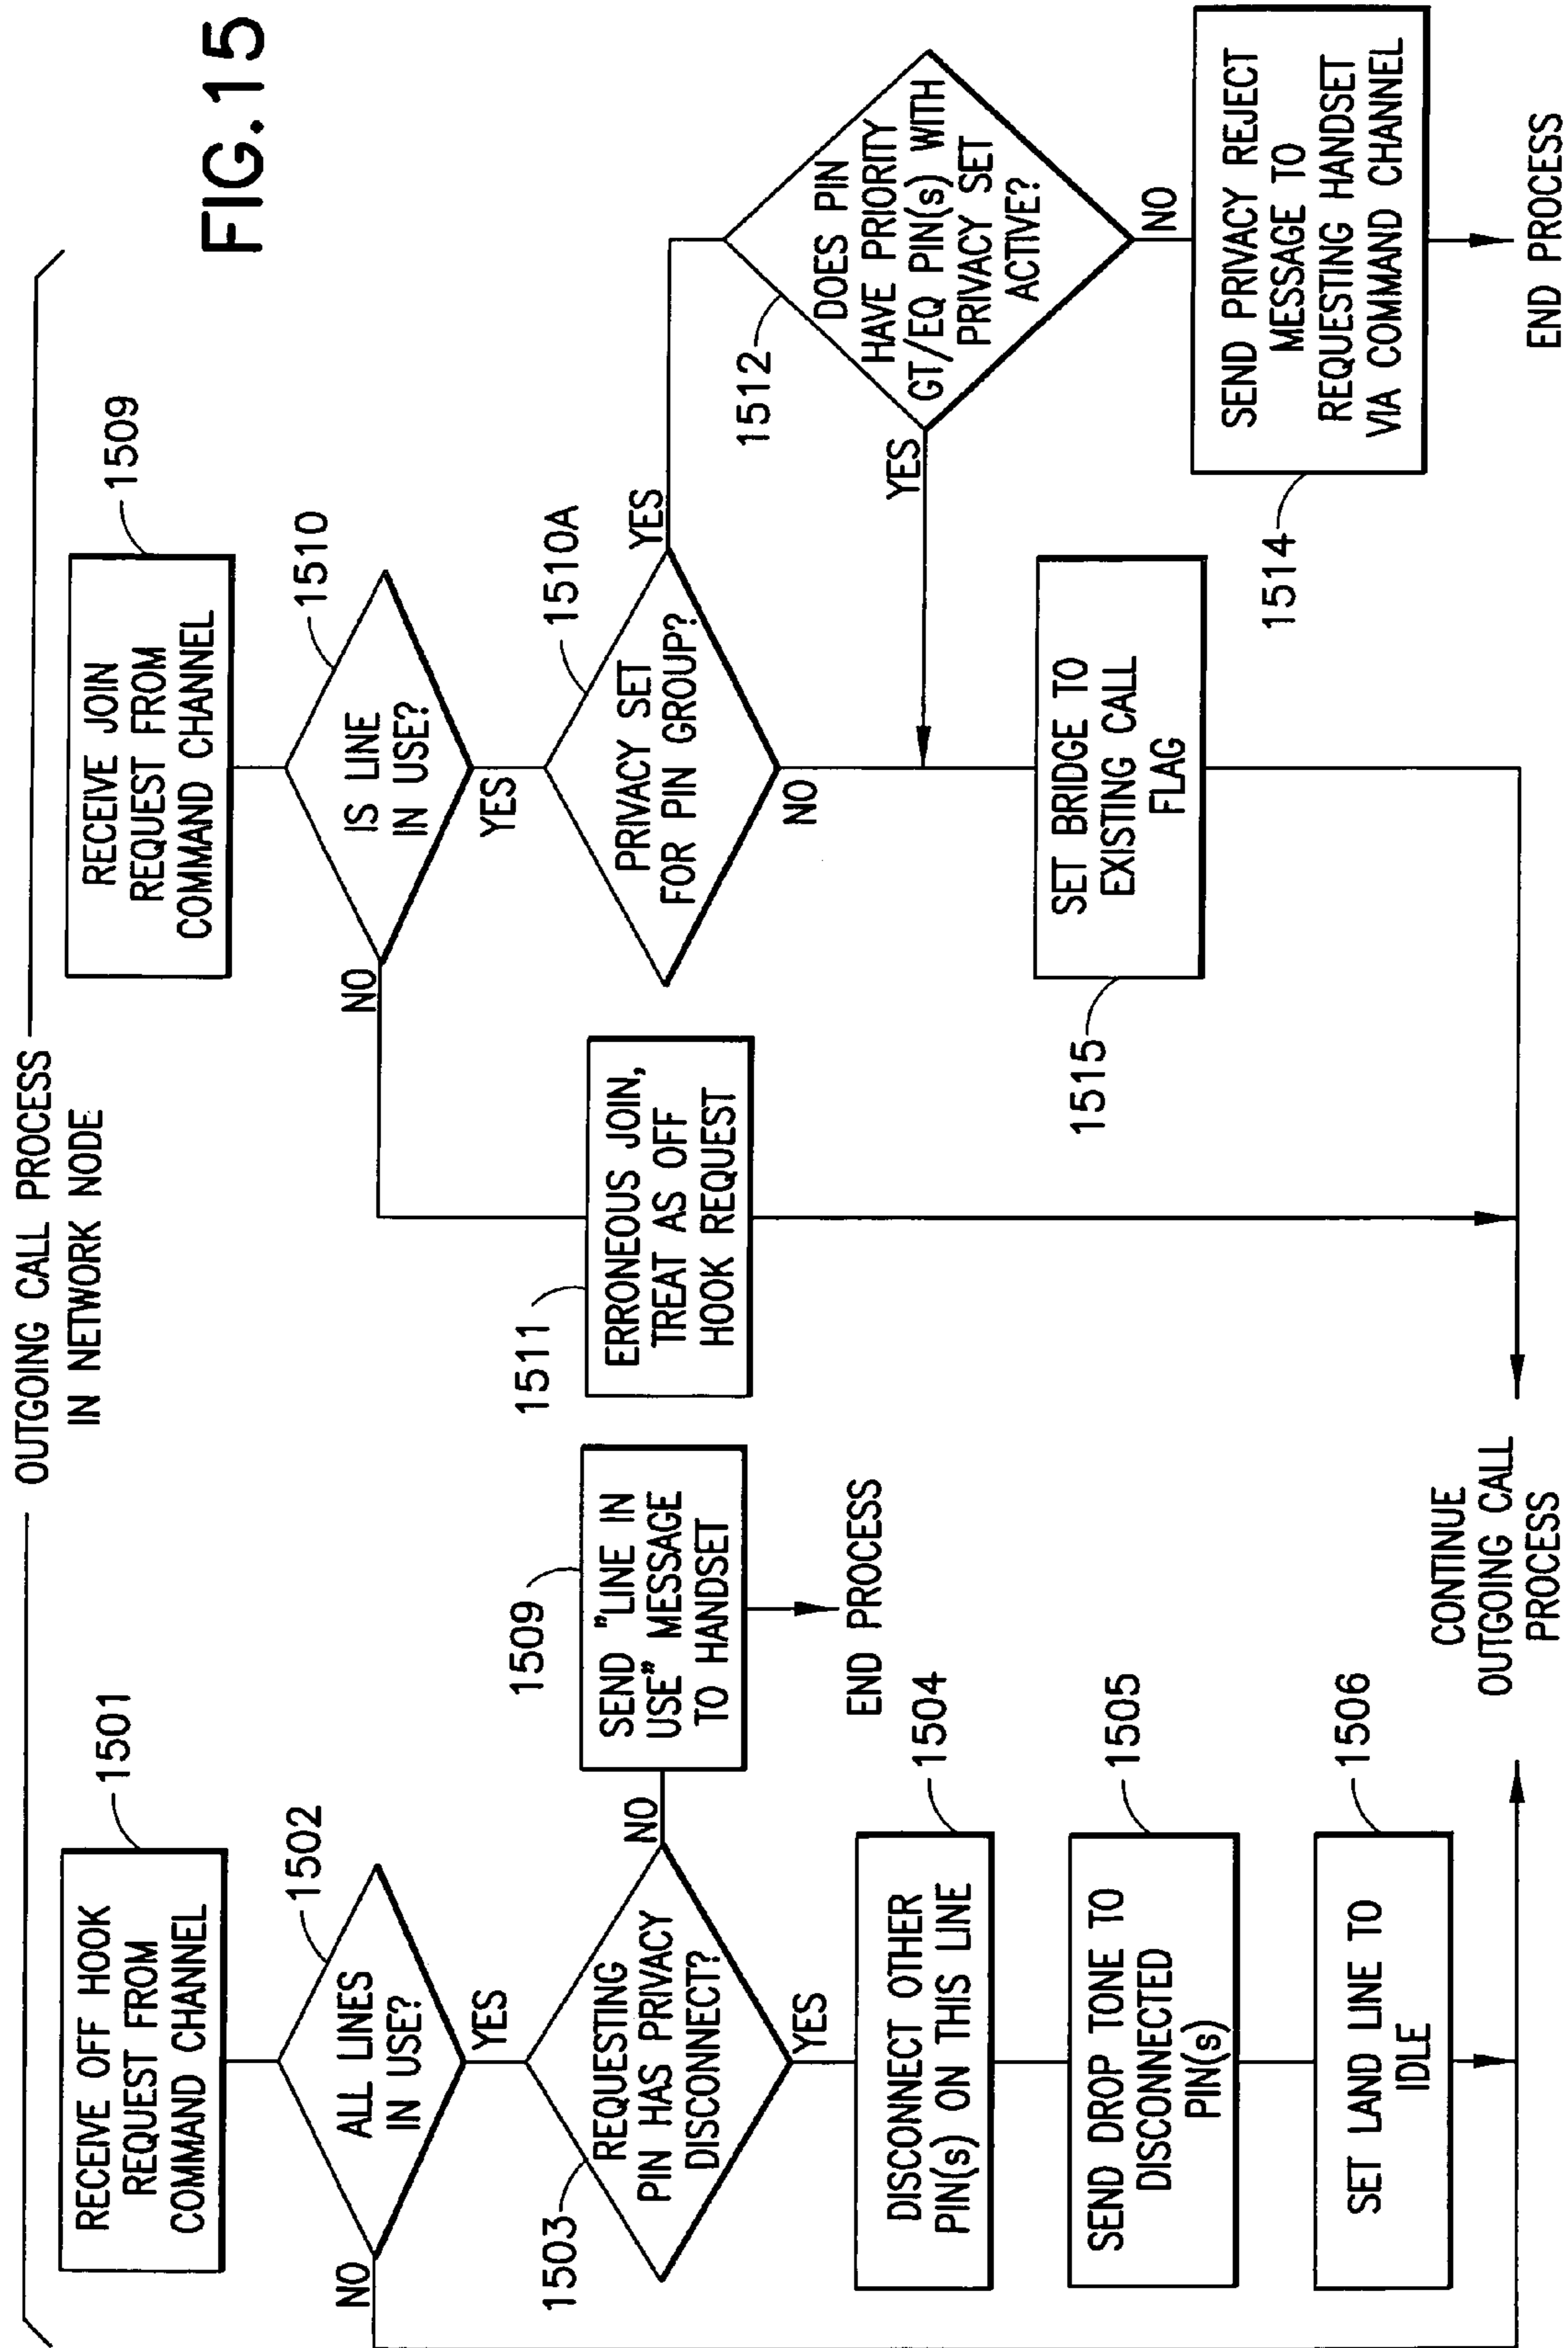 OUTGOING CALL PROCESS
IN NETWORK NODE
FIG.15
1501
RECEIVE OFF HOOK
REQUEST FROM
COMMAND CHANNEL
1502
ALL LINES
IN USE?
NO
YES
1503
REQUESTING
PIN HAS PRIVACY
DISCONNECT?
NO
YES
1509
SEND "LINE IN
USE" MESSAGE
TO HANDSET
END PROCESS
1504
DISCONNECT OTHER
PIN(s) ON THIS LINE
1505
SEND DROP TONE TO
DISCONNECTED
PIN(s)
1506
SET LAND LINE TO
IDLE
CONTINUE
OUTGOING CALL
PROCESS
1509
RECEIVE JOIN
REQUEST FROM
COMMAND CHANNEL
1510
IS LINE
IN USE?
NO
YES
1511
ERRONEOUS JOIN,
TREAT AS OFF
HOOK REQUEST
1510A
PRIVACY SET
FOR PIN GROUP?
YES
NO
1512
DOES PIN
HAVE PRIORITY
GT/EQ PIN(s) WITH
PRIVACY SET
ACTIVE?
YES
NO
1515
SET BRIDGE TO
EXISTING CALL
FLAG
1514
SEND PRIVACY REJECT
MESSAGE TO
REQUESTING HANDSET
VIA COMMAND CHANNEL
END PROCESS